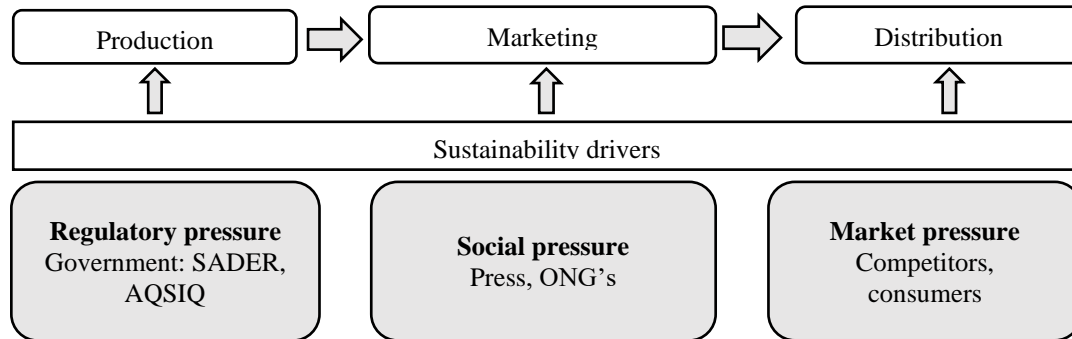 Production
Marketing
Distribution
Sustainability drivers
Regulatory pressure
Government: SADER,
AQSIQ
Social pressure
Press, ONG’s
Market pressure
Competitors,
consumers